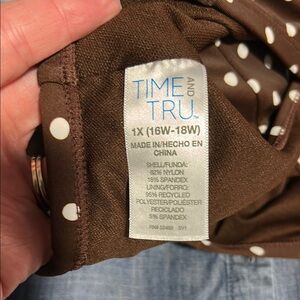 TIME AND
TRU™
1X (16W-18W)
MADE IN/HECHO EN
CHINA
SHELL/FUNDA:
82% NYLON
18% SPANDEX
LINING/FORRO:
95% RECYCLED
POLYESTER/POLIÉSTER
RECICLADO
5% SPANDEX